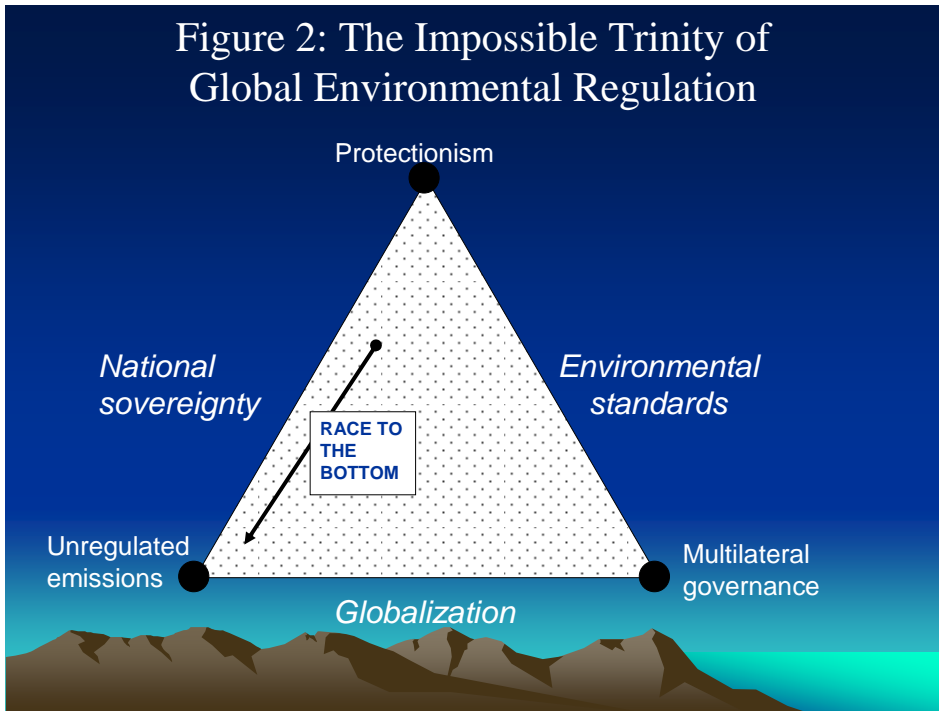 Figure 2: The Impossible Trinity of
Global Environmental Regulation
Protectionism
National
sovereignty
Environmental
standards
RACE TO
THE
BOTTOM
Unregulated
emissions
Multilateral
governance
Globalization